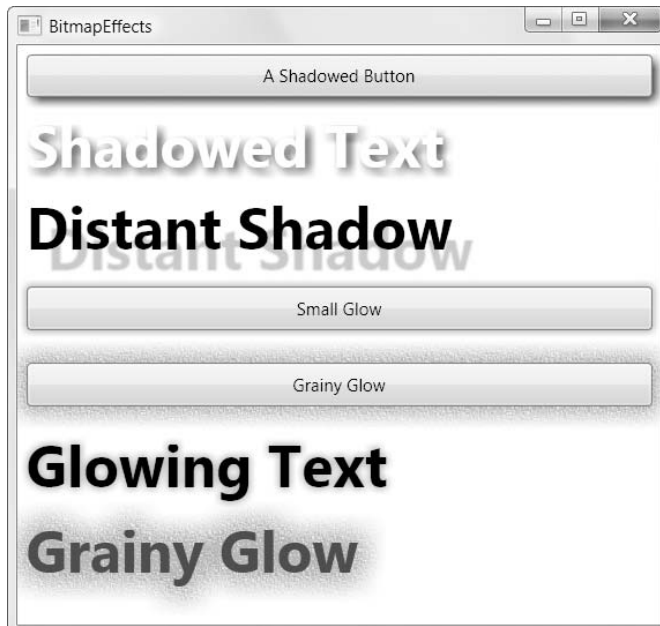 BitmapEffects
A Shadowed Button
Shadowed Text
Distant Shadow
Distant Shadow
Small Glow
Grainy Glow
Glowing Text
Grainy Glow